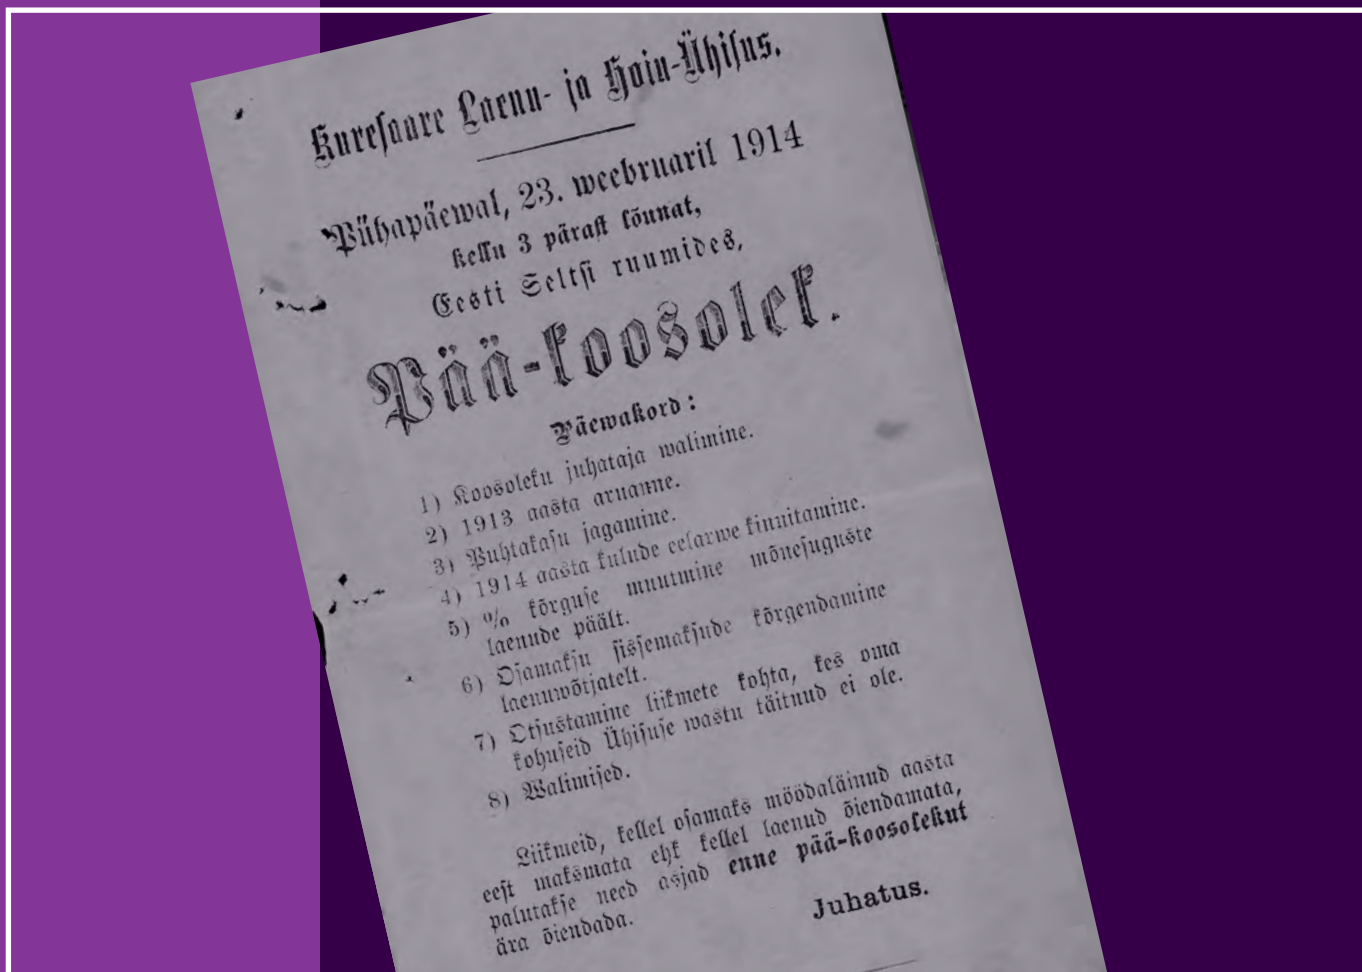 Kuresaare Laenu- ja Hoiu-Ühisus.
Pühapäewal, 23. weebruaril 1914
kellu 3 pärast lõunat,
Eesti Seltsi ruumides,
Pää-koosolek.
Päewakord:
1) Koosoleku juhataja walimine.
2) 1913 aasta aruanne.
3) Puhtakasu jagamine.
4) 1914 aasta kulude eelarwe kinnitamine.
5) % kõrguse muutmine mõnesuguste
laenude päält.
6) Osamaksu sissemaksude kõrgendamine
laenuwõtjatelt.
7) Otsustamine liikmete kohta, kes oma
kohuseid Ühisuse wastu täitnud ei ole.
8) Walimised.
Liikmeid, kellel osamaks möödaläinud aasta
eest maksmata ehk kellel laenud õiendamata,
palutakse need asjad enne pää-koosolekut
ära õiendada.
Juhatus.